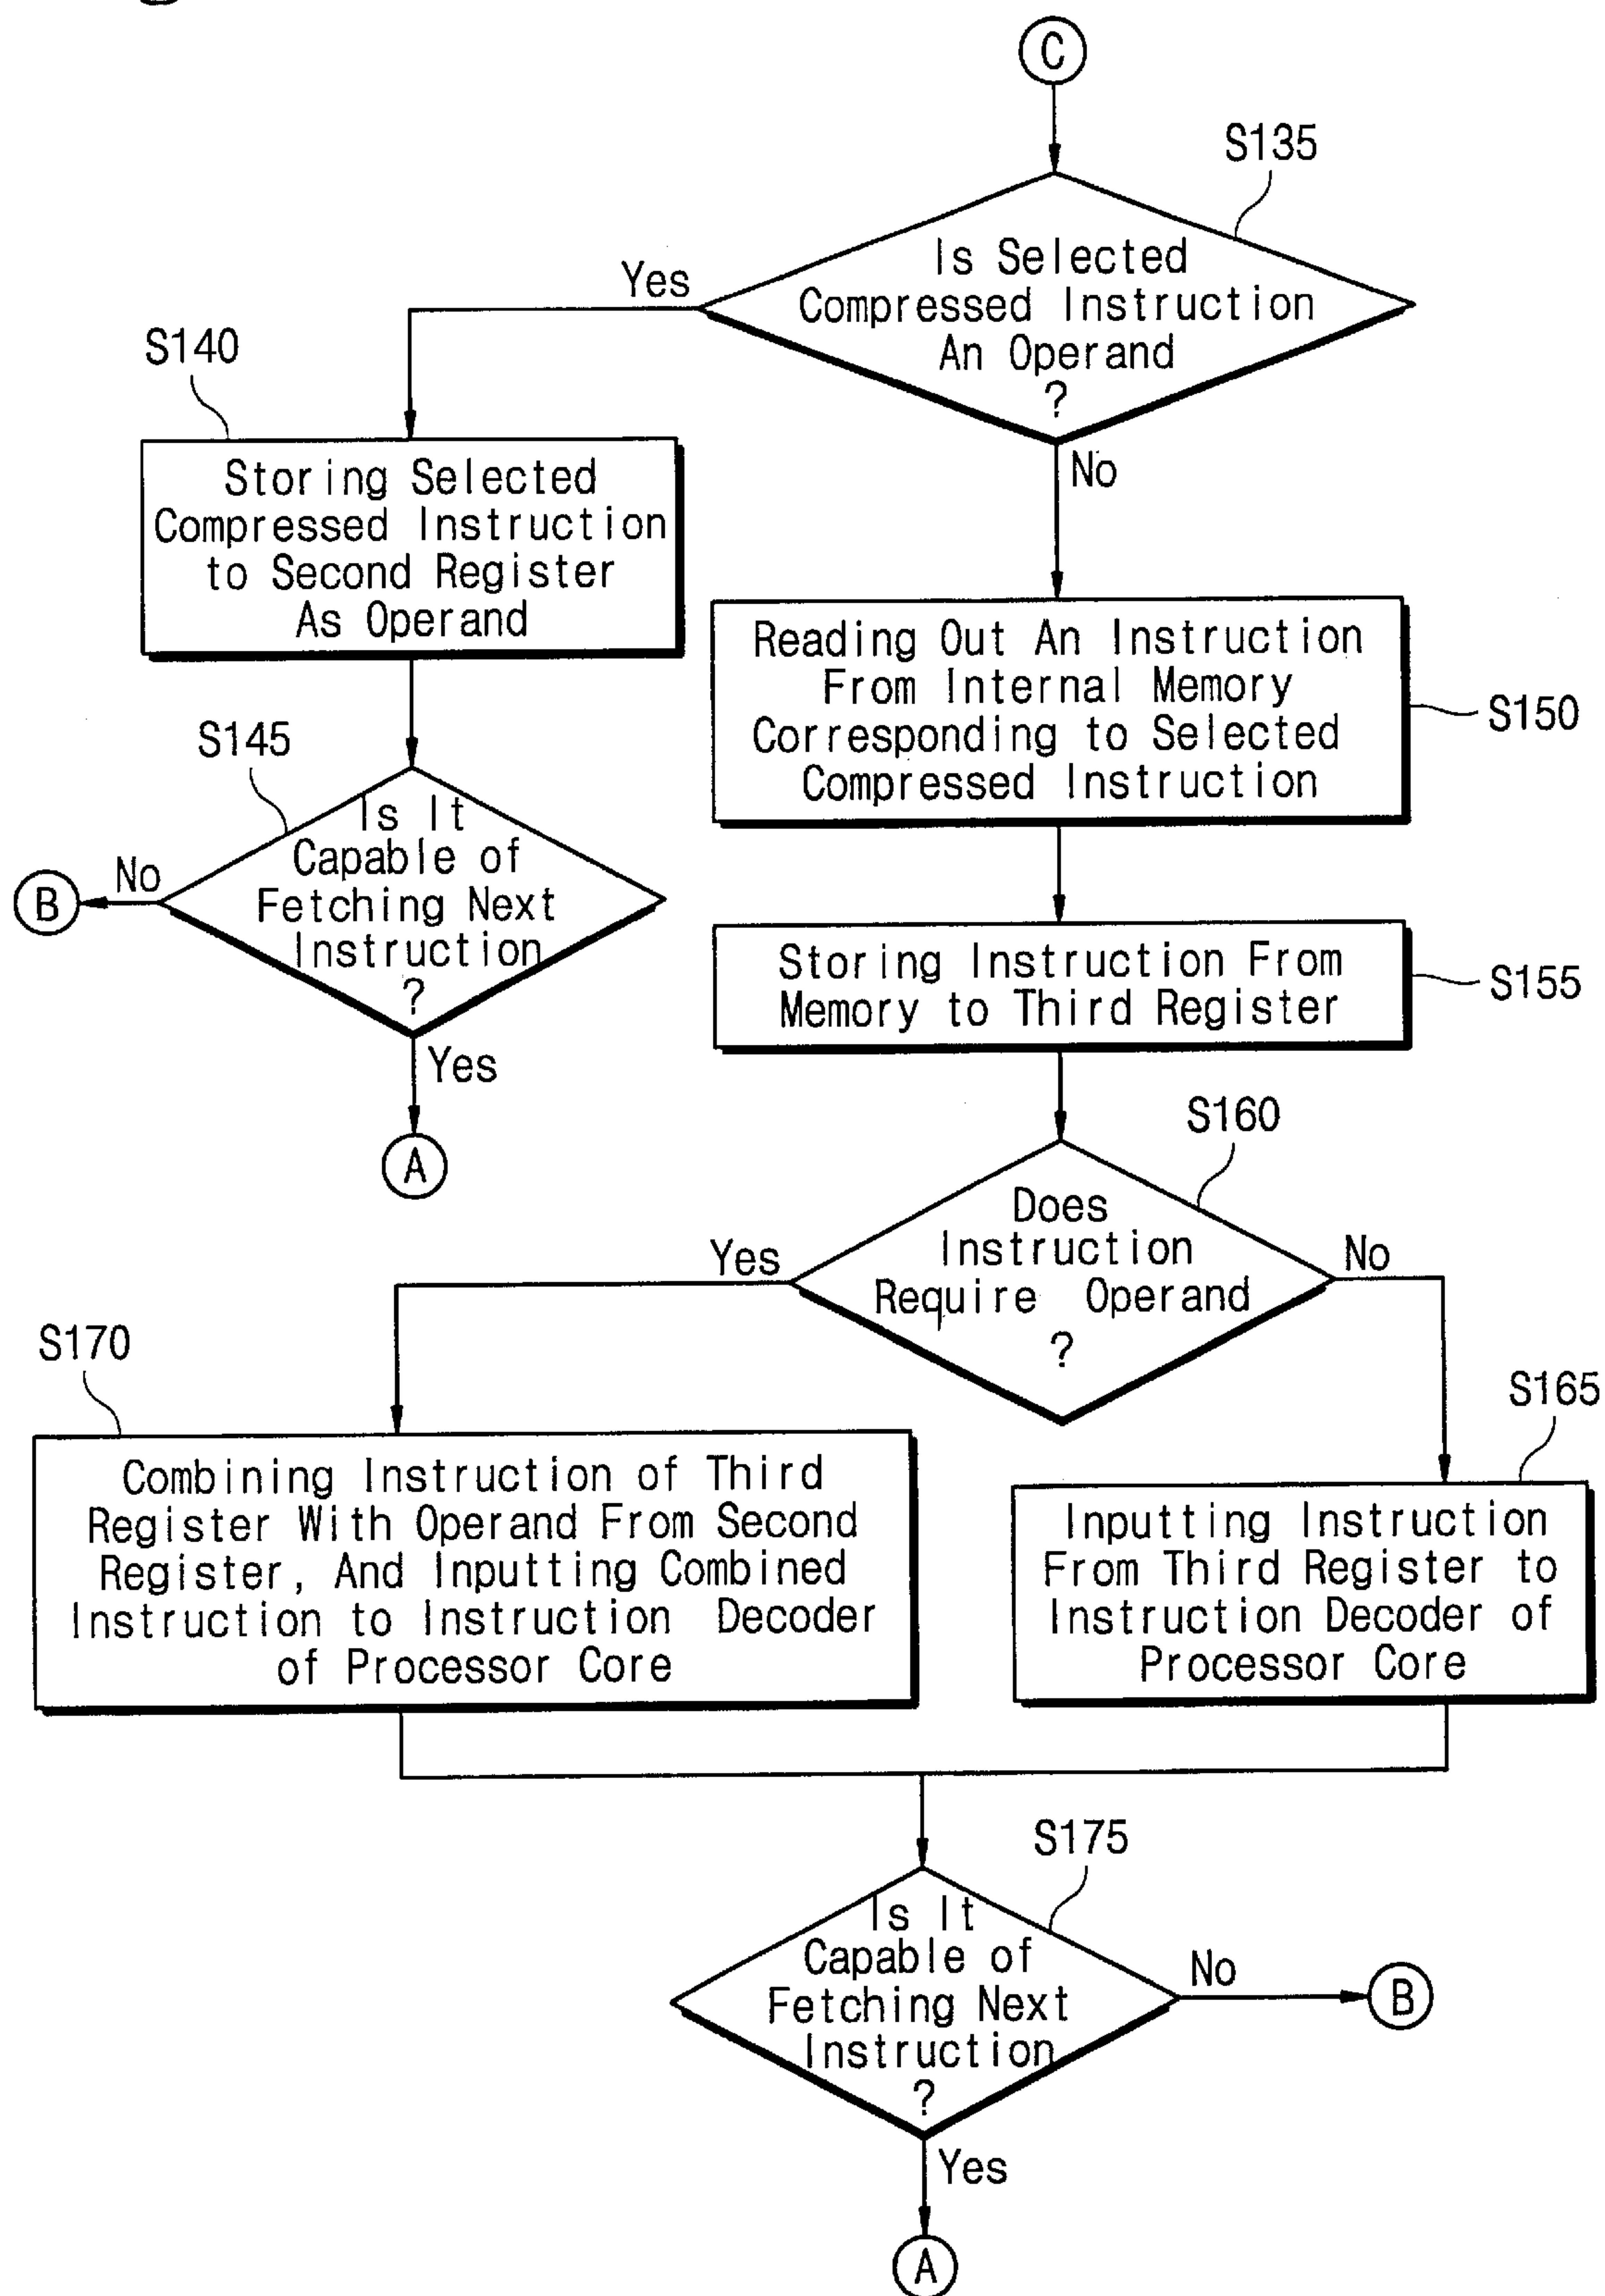 C
S135
Is Selected
Compressed Instruction
An Operand
?
Yes
No
S140
Storing Selected
Compressed Instruction
to Second Register
As Operand
Reading Out An Instruction
From Internal Memory
Corresponding to Selected
Compressed Instruction
S150
S145
Is It
Capable of
Fetching Next
Instruction
?
No
B
Yes
A
Storing Instruction From
Memory to Third Register
S155
S160
Does
Instruction
Require Operand
?
Yes
No
S170
Combining Instruction of Third
Register With Operand From Second
Register, And Inputting Combined
Instruction to Instruction Decoder
of Processor Core
S165
Inputting Instruction
From Third Register to
Instruction Decoder of
Processor Core
S175
Is It
Capable of
Fetching Next
Instruction
?
No
B
Yes
A